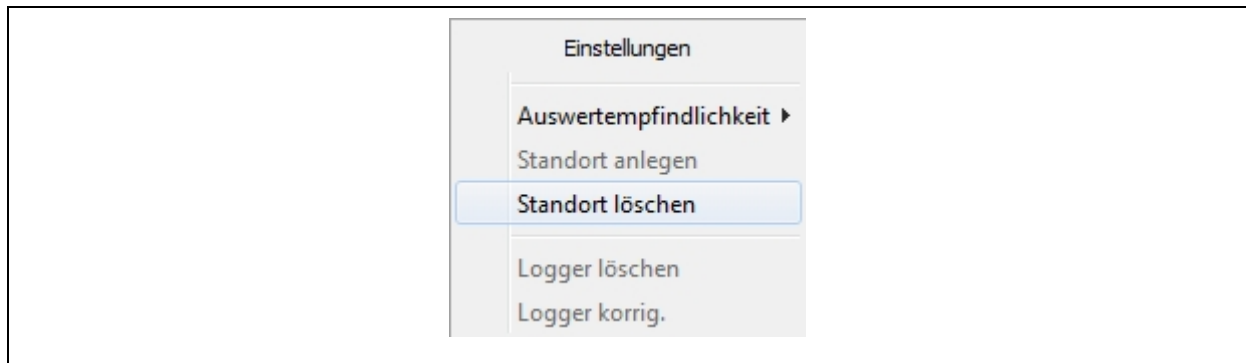 Einstellungen
Auswertempfindlichkeit
Standort anlegen
Standort löschen
Logger löschen
Logger korrig.